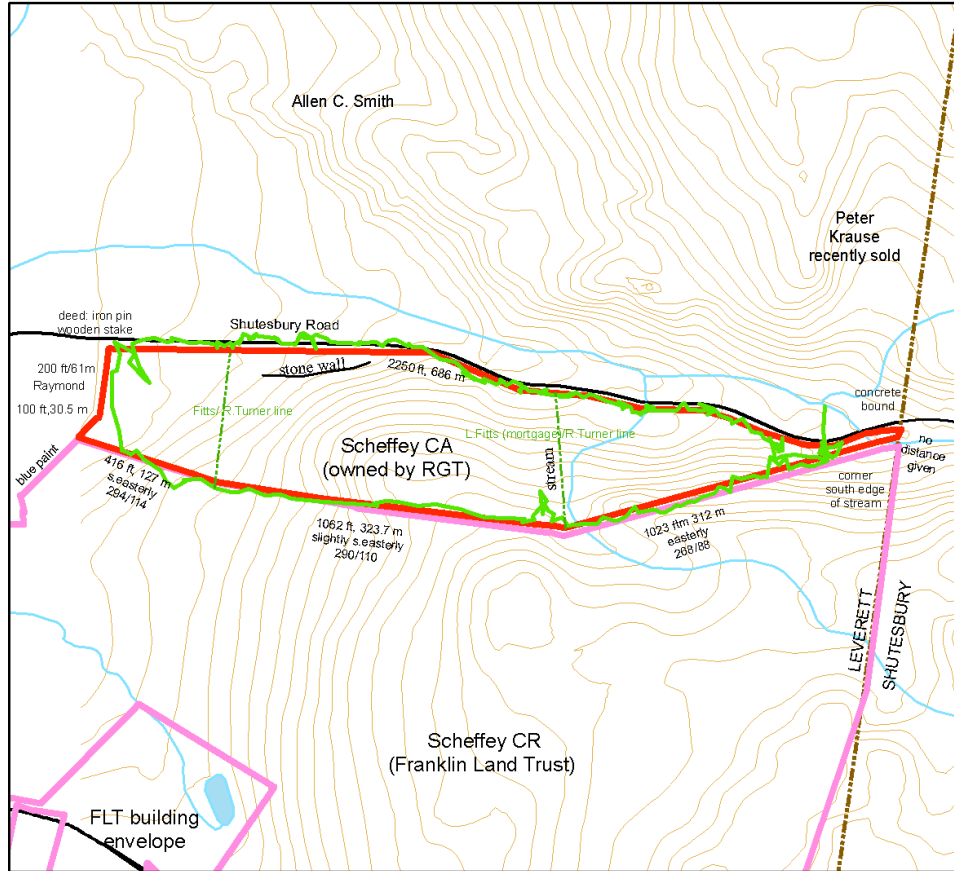 Allen C. Smith
Peter
Krause
recently sold
deed: iron pin
wooden stake
Shutesbury Road
200 ft/61m
Raymond
100 ft,30.5 m
stone wall
2250 ft, 686 m
concrete
bound
Fitts/ R.Turner line
L.Fitts (mortgage)/R.Turner line
Scheffey CA
(owned by RGT)
no
distance
given
blue paint
416 ft, 127 m
s.easterly
294/114
stream
corner
south edge
of stream
1062 ft, 323.7 m
slightly s.easterly
290/110
1023 ftm 312 m
easterly
268/88
LEVERETT
SHUTESBURY
Scheffey CR
(Franklin Land Trust)
FLT building
envelope